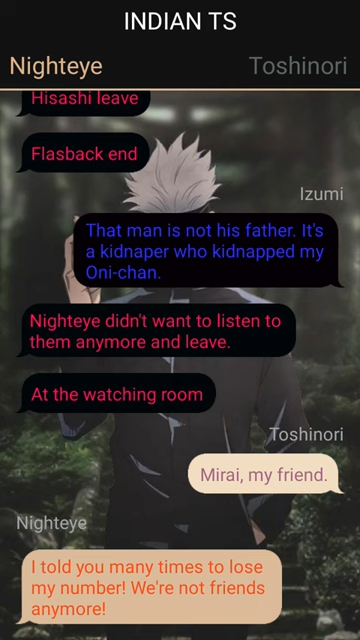 INDIAN TS
Nighteye Toshinori
Hisashi leave
Flasback end
Izumi
That man is not his father. It's
a kidnaper who kidnapped my
Oni-chan.
Nighteye didn't want to listen to
them anymore and leave.
At the watching room
Toshinori
Mirai, my friend.
Nighteye
I told you many times to lose
my number! We're not friends
anymore!